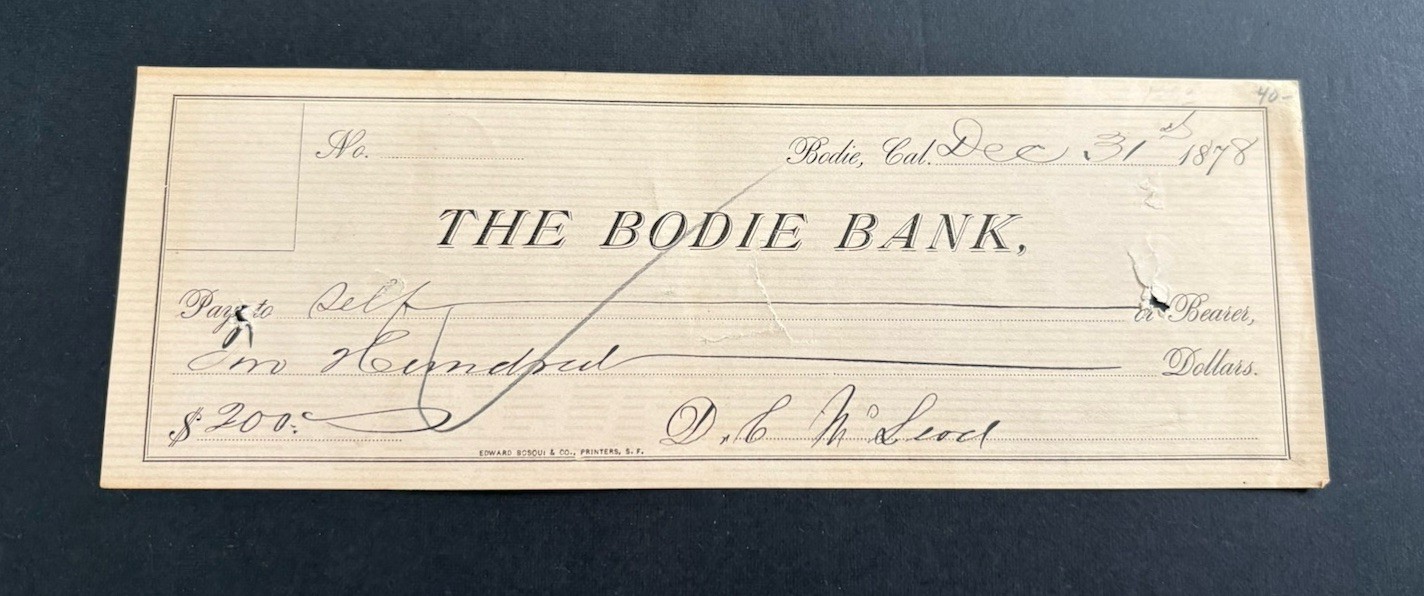 40-
No. Bodie, Cal. Dec 31st 1878
THE BODIE BANK,
Pay to Self or Bearer,
Two Hundred Dollars.
$ 200.
D. E. McLeod
EDWARD BOSQUI & CO., PRINTERS, S. F.